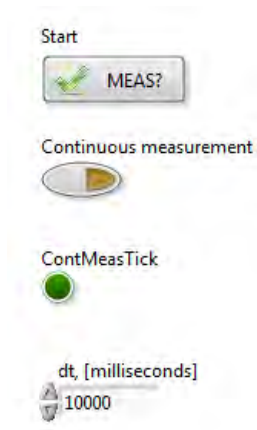 Start
MEAS?
Continuous measurement
ContMeasTick
dt, [milliseconds]
10000